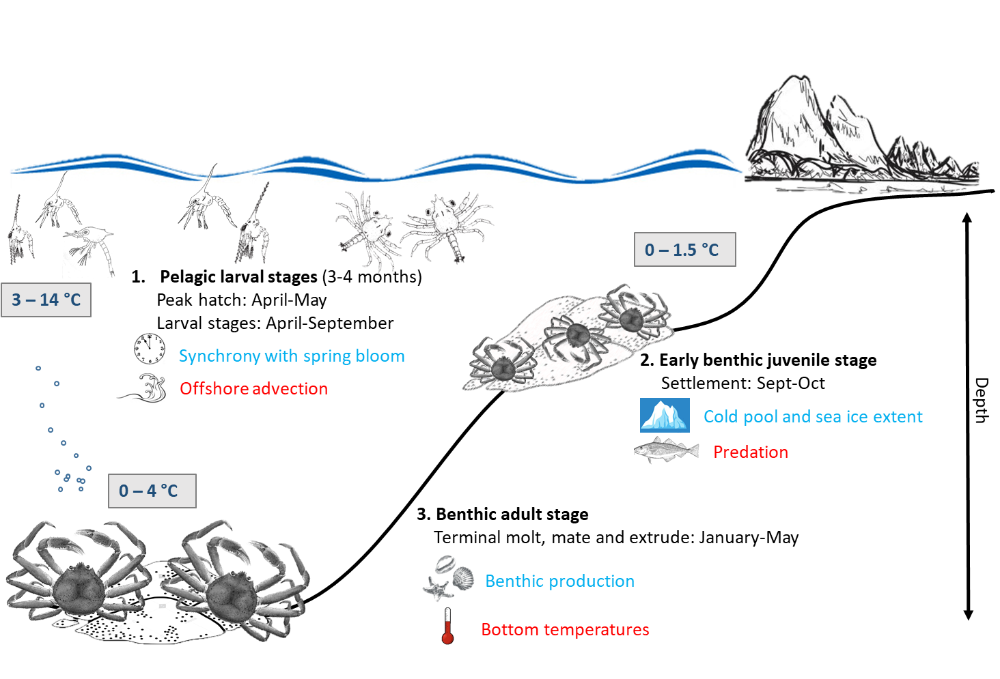 0 – 1.5 °C
1. Pelagic larval stages (3-4 months)
3 – 14 °C
Peak hatch: April-May
Larval stages: April-September
Synchrony with spring bloom
Offshore advection
2. Early benthic juvenile stage
Settlement: Sept-Oct
Cold pool and sea ice extent
Predation
Depth
0 – 4 °C
3. Benthic adult stage
Terminal molt, mate and extrude: January-May
Benthic production
Bottom temperatures